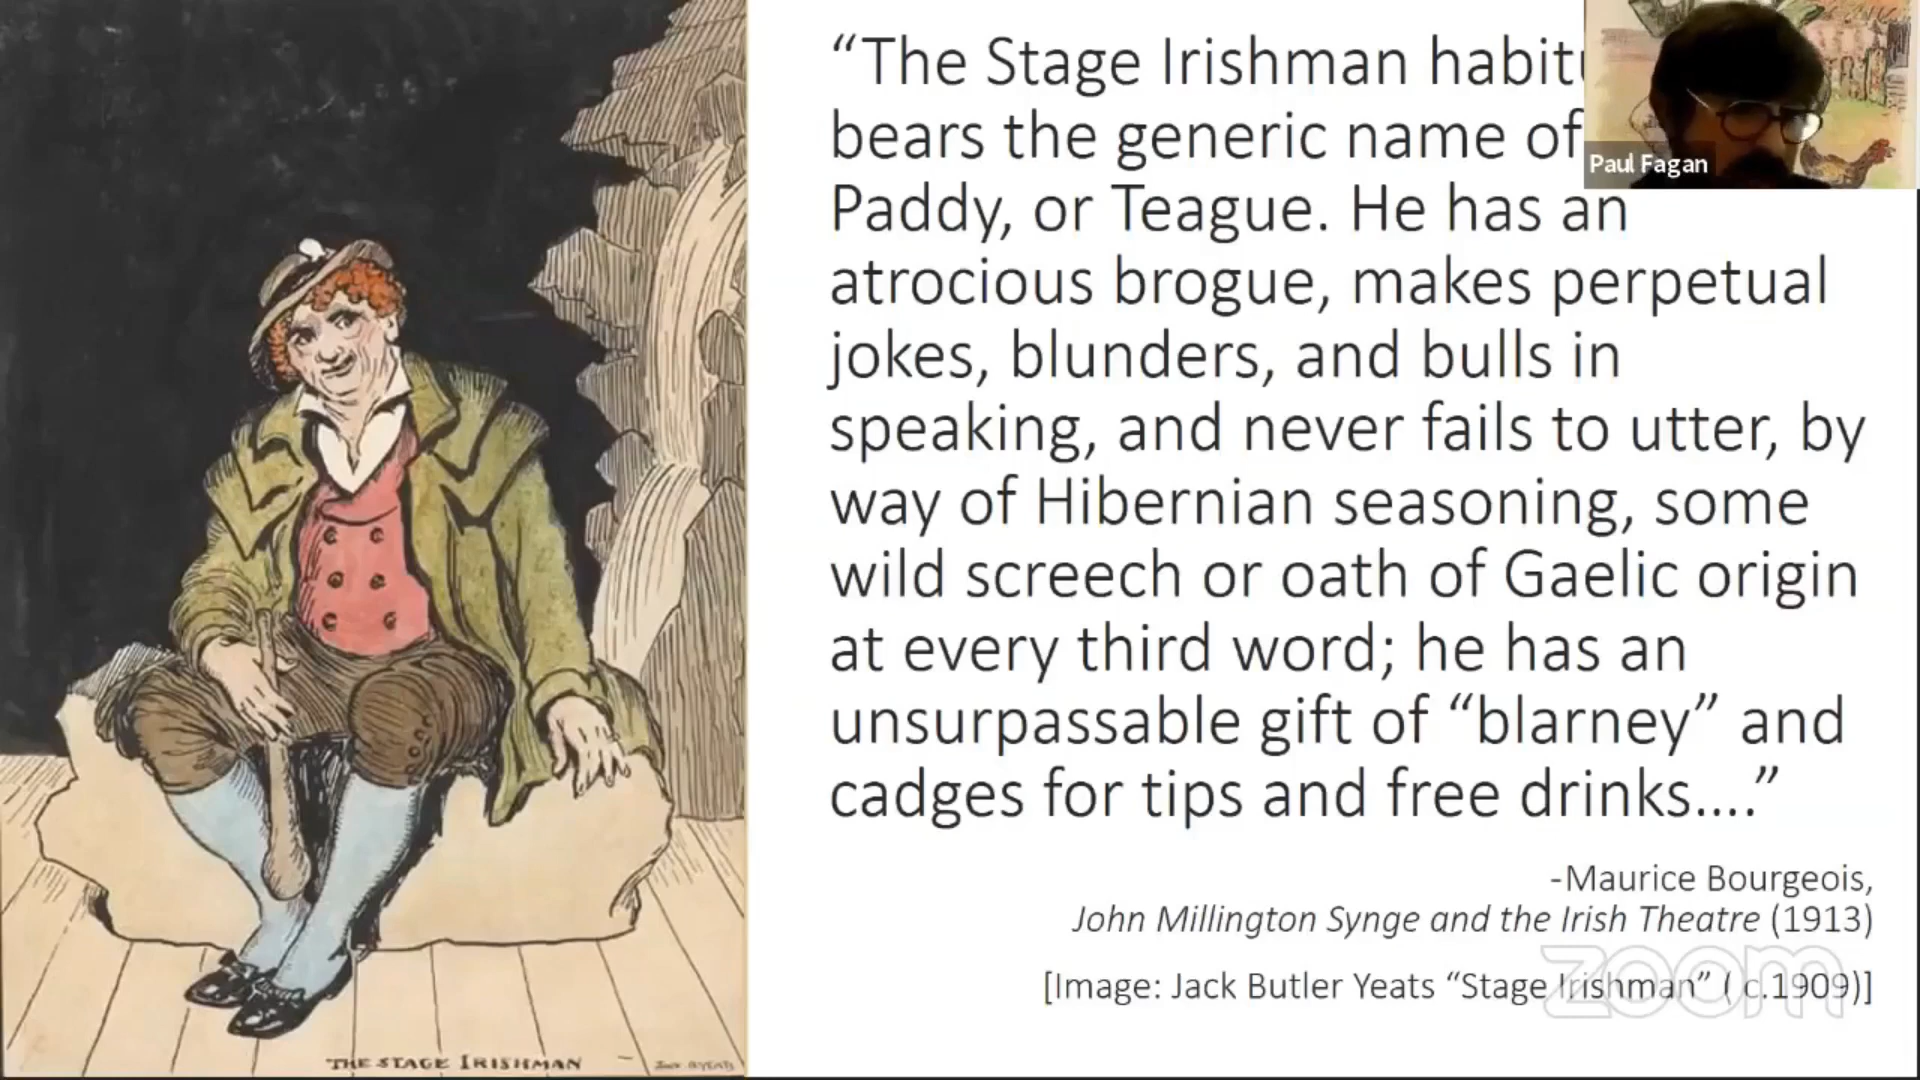 “The Stage Irishman
bears the generic name of
Paddy, or Teague. He has an
atrocious brogue, makes perpetual
jokes, blunders, and bulls in
speaking, and never fails to utter, by
way of Hibernian seasoning, some
wild screech or oath of Gaelic origin
at every third word; he has an
unsurpassable gift of “blarney” and
cadges for tips and free drinks....”
-Maurice Bourgeois,
John Millington Synge and the Irish Theatre (1913)
[Image: Jack Butler Yeats “Stage Irishman” ( c.1909)]
zoom
Paul Fagan
THE STAGE IRISHMAN